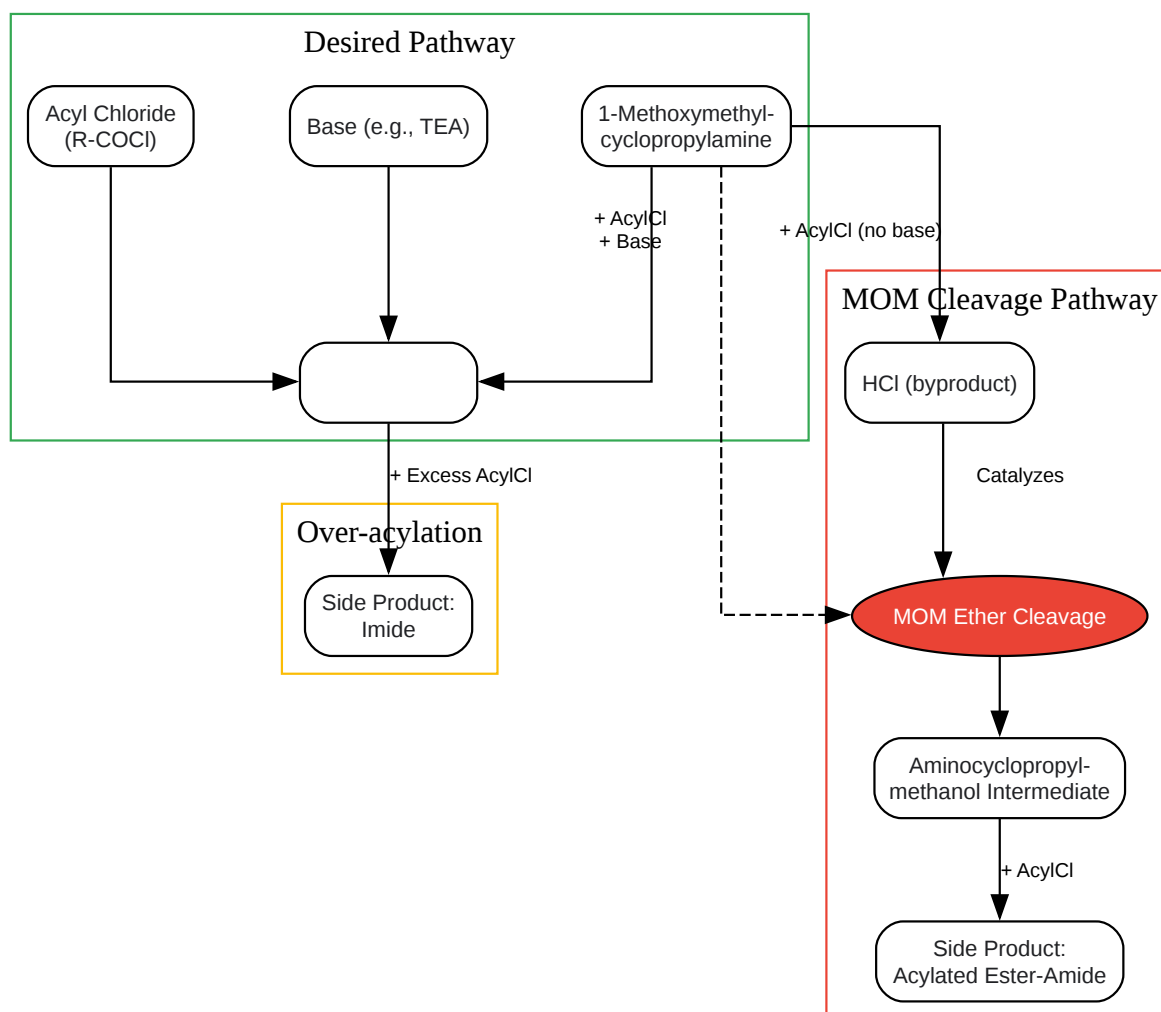 Desired Pathway
Acyl Chloride
(R-COCl)
Base (e.g., TEA)
1-Methoxymethyl-
cyclopropylamine
+ AcylCl
+ Base
+ AcylCl (no base)
MOM Cleavage Pathway
HCl (byproduct)
+ Excess AcylCl
Catalyzes
Over-acylation
Side Product:
Imide
MOM Ether Cleavage
Aminocyclopropyl-
methanol Intermediate
+ AcylCl
Side Product:
Acylated Ester-Amide